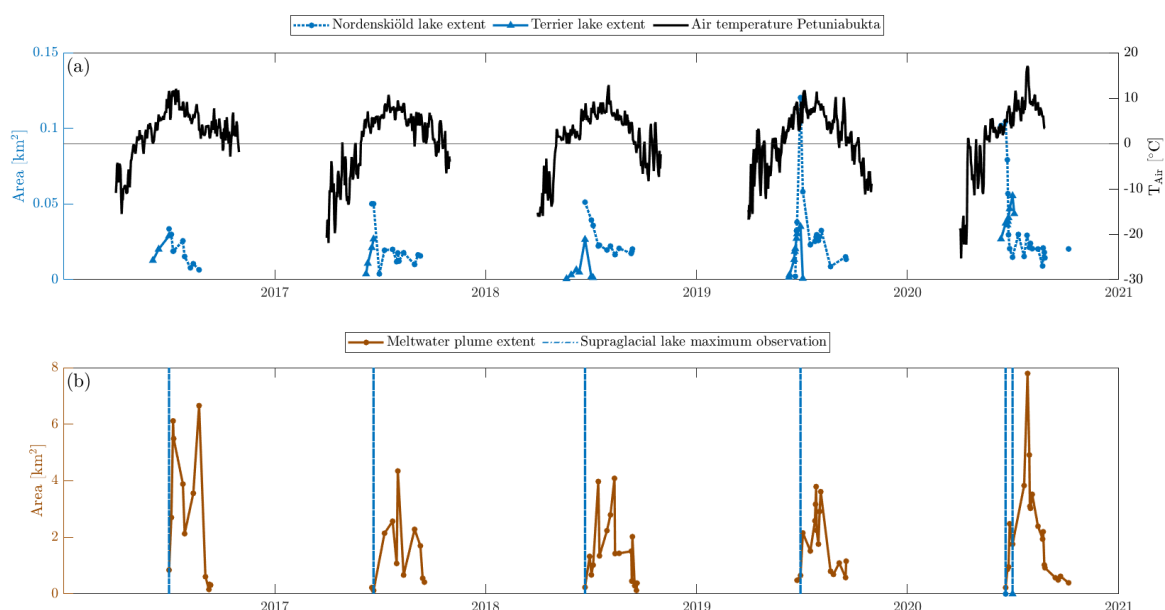 Nordenskiöld lake extent Terrier lake extent Air temperature Petuniabukta
(a)
0.15
0.1
0.05
0
Area [km²]
20
10
0
-10
-20
-30
T_Air [°C]
2017 2018 2019 2020 2021
Meltwater plume extent Supraglacial lake maximum observation
(b)
8
6
4
2
0
Area [km²]
2017 2018 2019 2020 2021